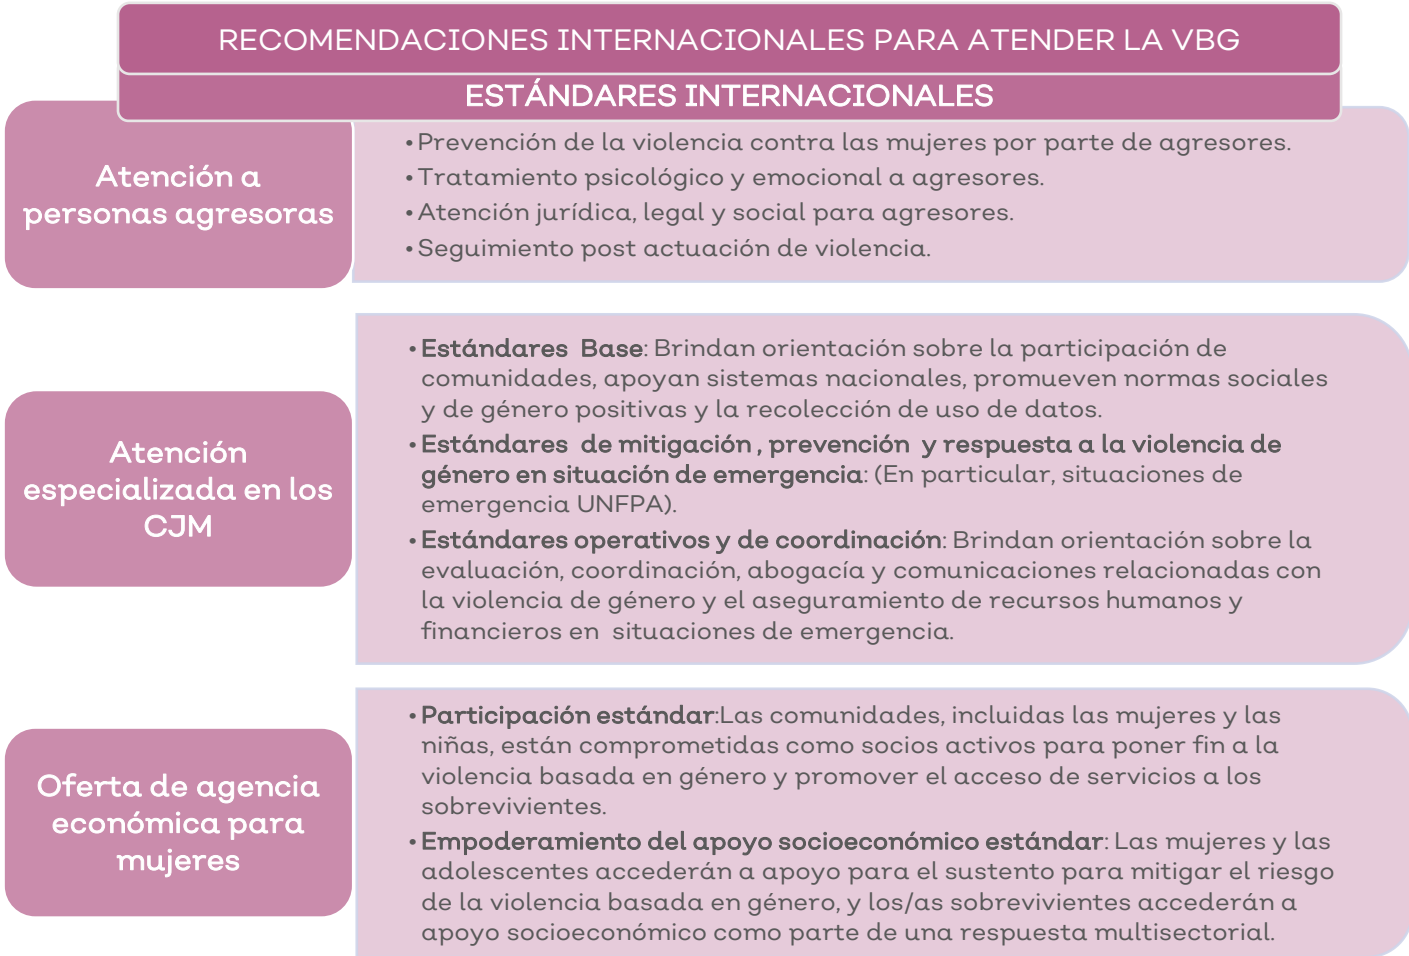 RECOMENDACIONES INTERNACIONALES PARA ATENDER LA VBG
ESTÁNDARES INTERNACIONALES
Atención a
personas agresoras
•Prevención de la violencia contra las mujeres por parte de agresores.
•Tratamiento psicológico y emocional a agresores.
•Atención jurídica, legal y social para agresores.
•Seguimiento post actuación de violencia.
Atención
especializada en los
CJM
•Estándares  Base: Brindan orientación sobre la participación de
comunidades, apoyan sistemas nacionales, promueven normas sociales
y de género positivas y la recolección de uso de datos.
•Estándares  de mitigación , prevención  y respuesta a la violencia de
género en situación de emergencia: (En particular, situaciones de
emergencia UNFPA).
•Estándares operativos y de coordinación: Brindan orientación sobre la
evaluación, coordinación, abogacía y comunicaciones relacionadas con
la violencia de género y el aseguramiento de recursos humanos y
financieros en  situaciones de emergencia.
Oferta de agencia
económica para
mujeres
•Participación estándar:Las comunidades, incluidas las mujeres y las
niñas, están comprometidas como socios activos para poner fin a la
violencia basada en género y promover el acceso de servicios a los
sobrevivientes.
•Empoderamiento del apoyo socioeconómico estándar: Las mujeres y las
adolescentes accederán a apoyo para el sustento para mitigar el riesgo
de la violencia basada en género, y los/as sobrevivientes accederán a
apoyo socioeconómico como parte de una respuesta multisectorial.